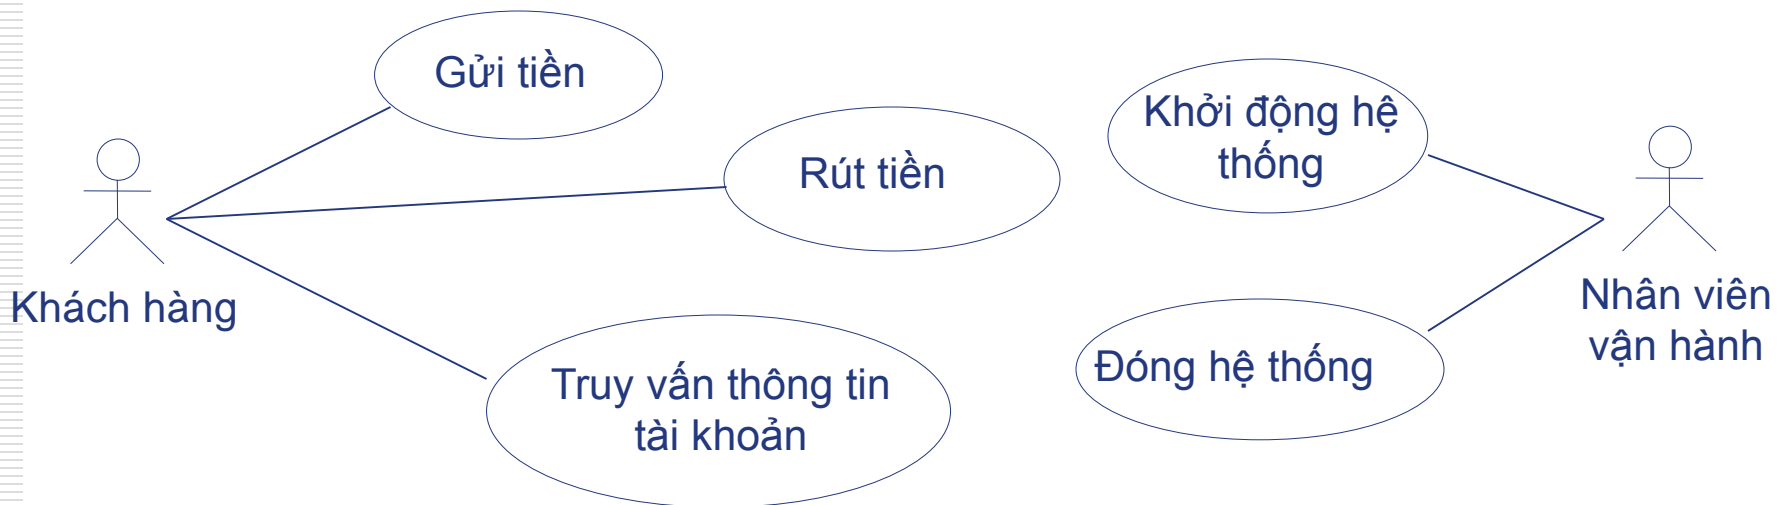 Gửi tiền
Rút tiền
Khởi động hệ
thống
Khách hàng
Truy vấn thông tin
tài khoản
Đóng hệ thống
Nhân viên
vận hành